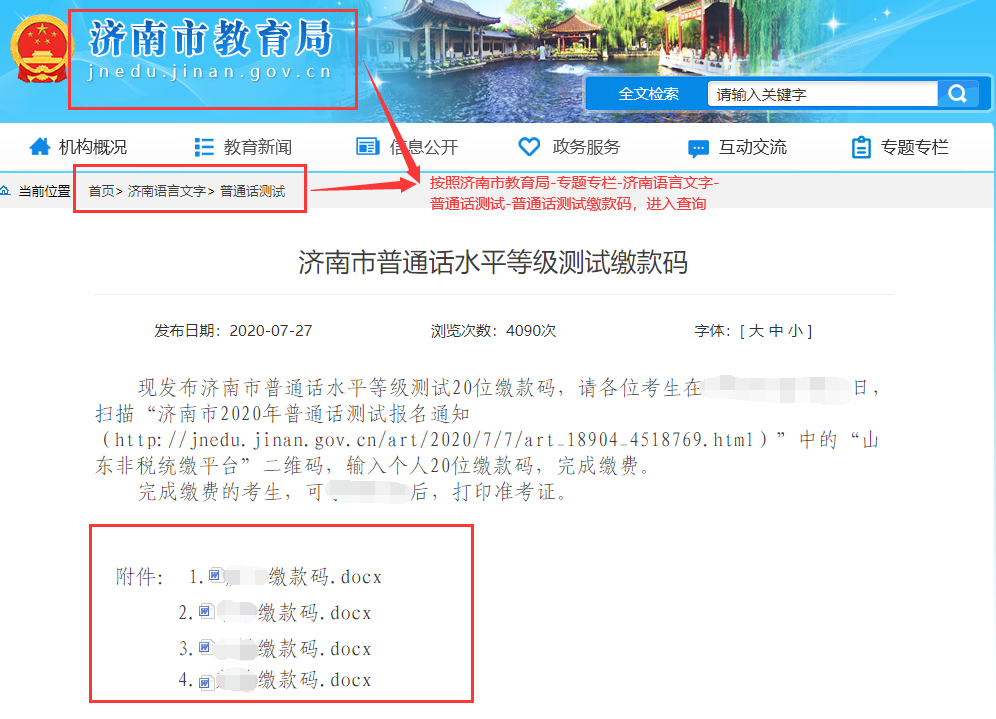 济南市教育局
jnedu.jinan.gov.cn
全文检索 请输入关键字
机构概况 教育新闻 信息公开 政务服务 互动交流 专题专栏
当前位置 首页> 济南语言文字> 普通话测试
按照济南市教育局-专题专栏-济南语言文字-
普通话测试-普通话测试缴款码，进入查询
济南市普通话水平等级测试缴款码
发布日期：2020-07-27 浏览次数：4090次 字体：[ 大 中 小 ]
现发布济南市普通话水平等级测试20位缴款码，请各位考生在 日，
扫描“济南市2020年普通话测试报名通知
（http://jnedu.jinan.gov.cn/art/2020/7/7/art_18904_4518769.html）”中的“山
东非税统缴平台”二维码，输入个人20位缴款码，完成缴费。
完成缴费的考生，可 后，打印准考证。
附件： 1. 缴款码.docx
2. 缴款码.docx
3. 缴款码.docx
4. 缴款码.docx